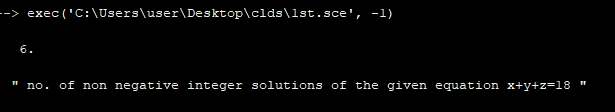 --> exec('C:\Users\user\Desktop\clds\lst.sce', -1)
6.
" no. of non negative integer solutions of the given equation x+y+z=18 "